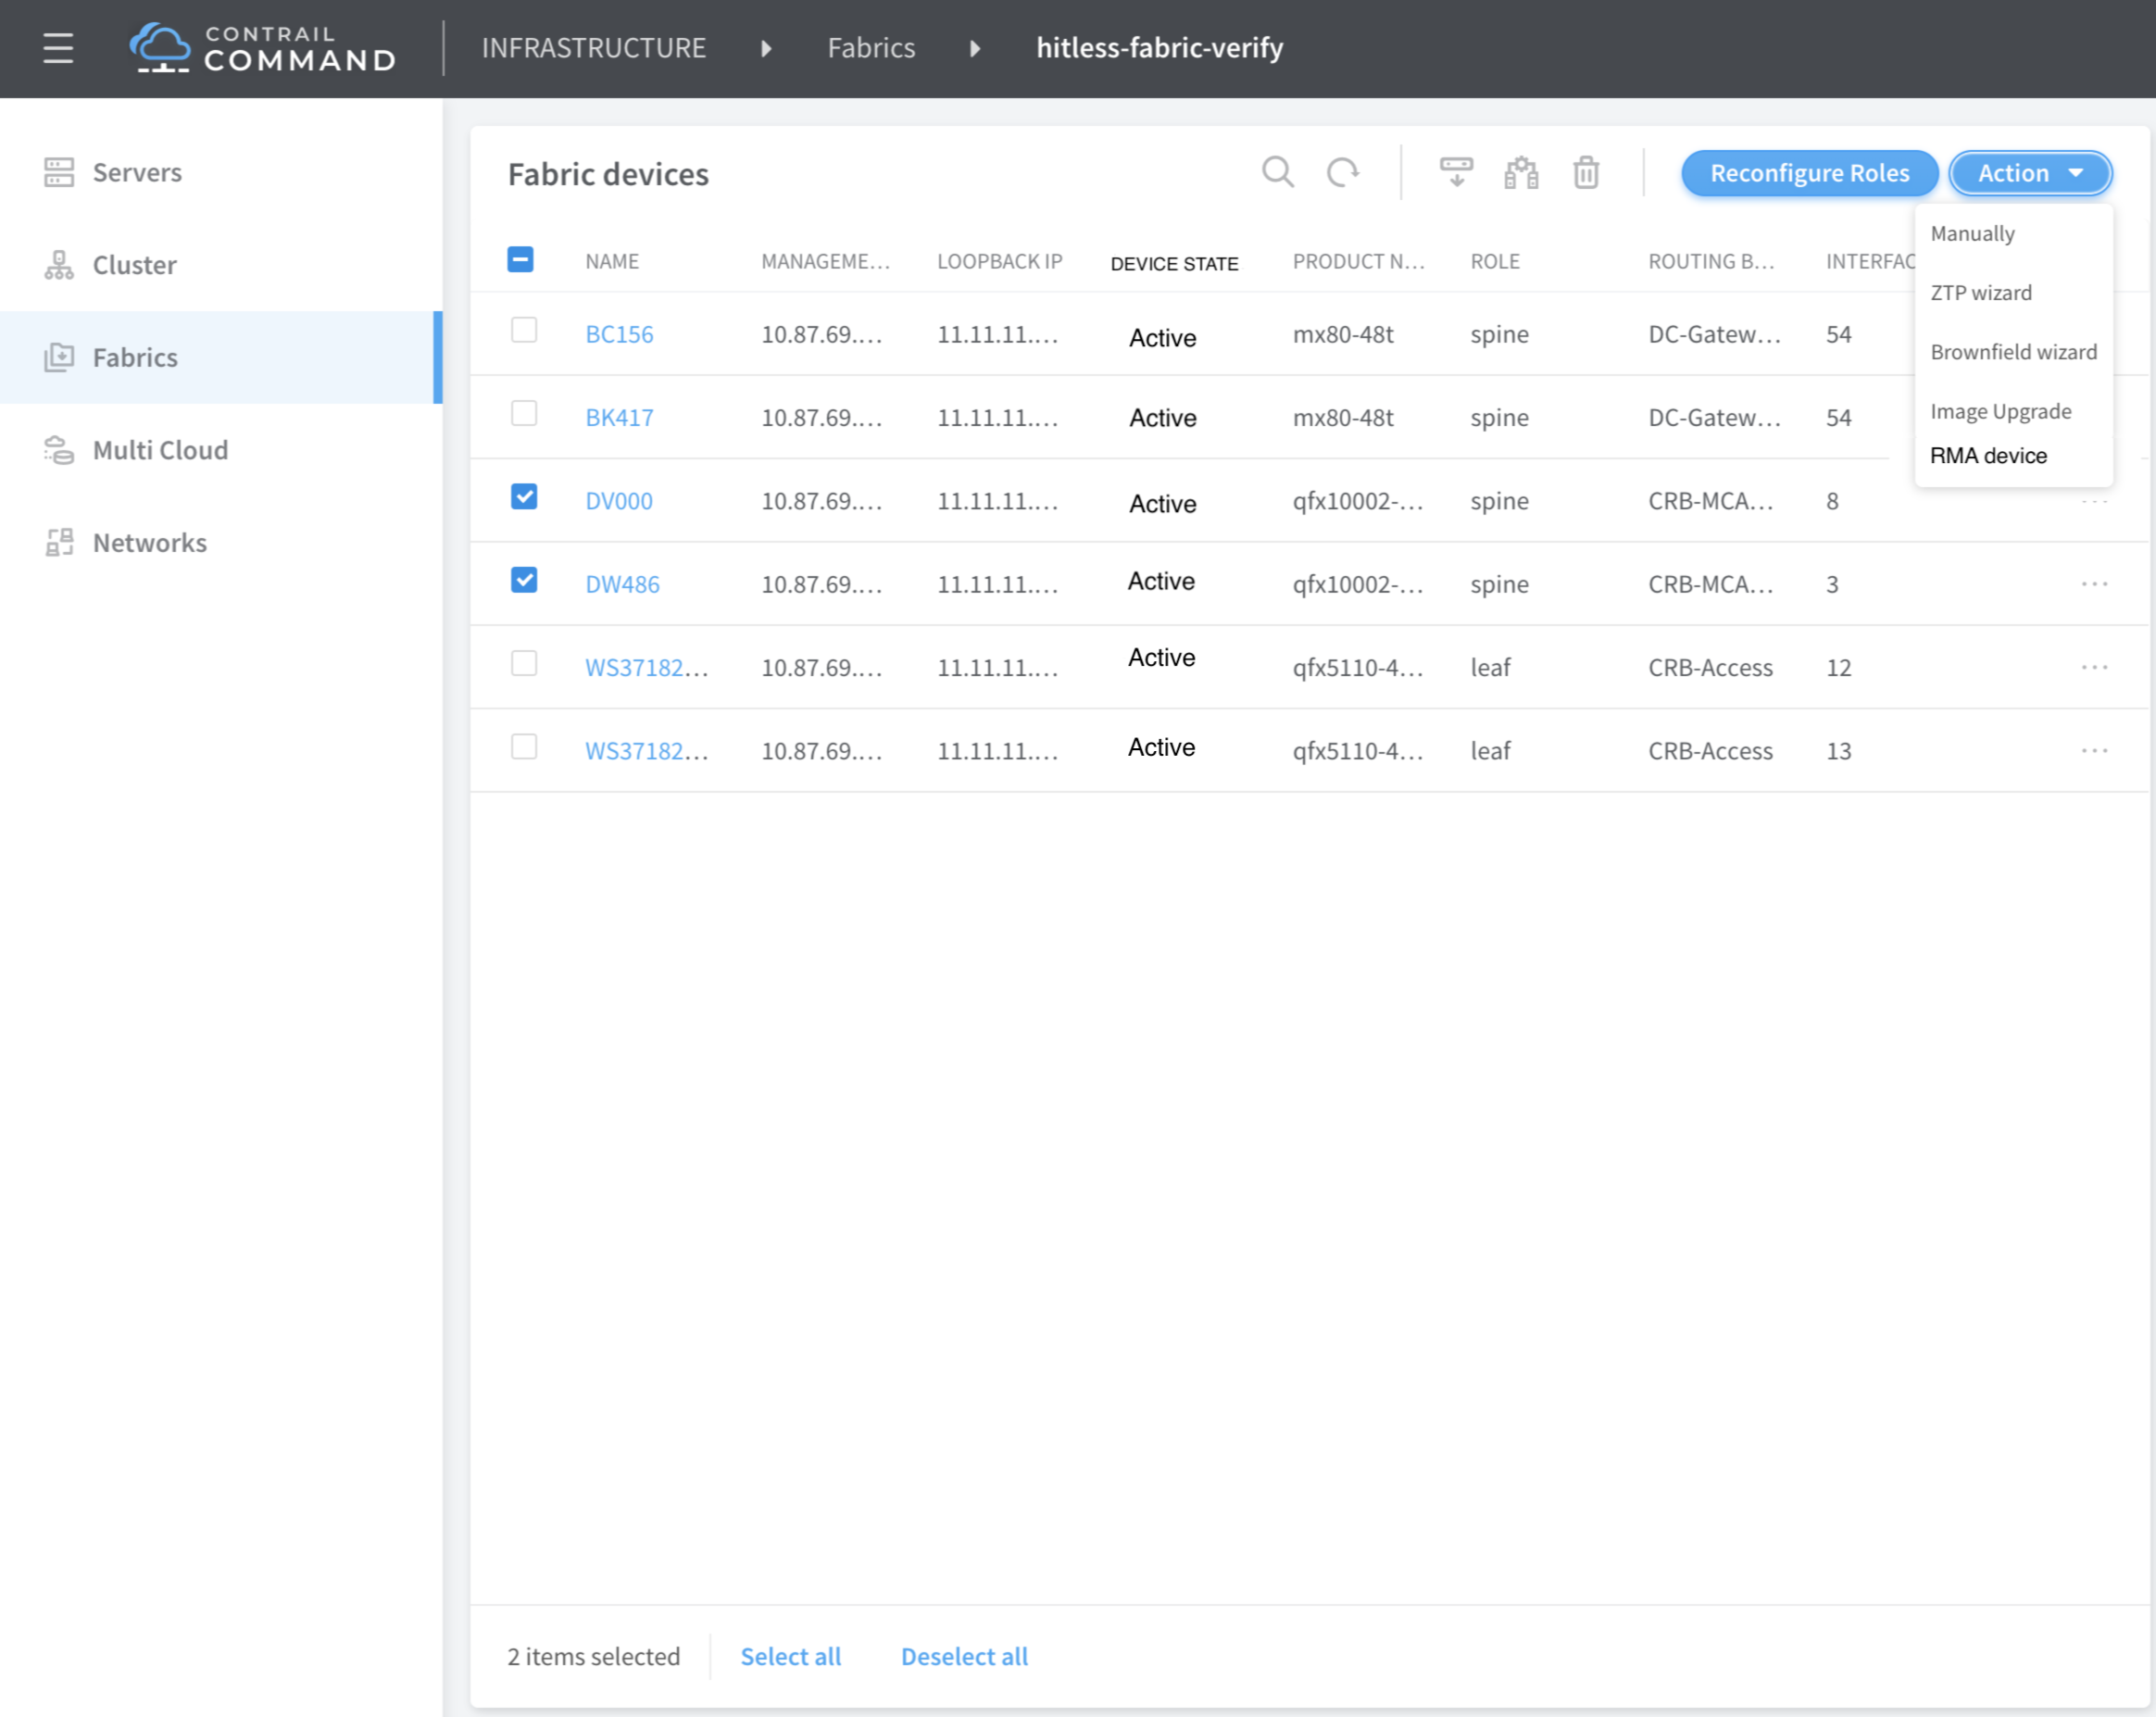 CONTRAIL
COMMAND
INFRASTRUCTURE Fabrics hitless-fabric-verify
Servers
Cluster
Fabrics
Multi Cloud
Networks
Fabric devices
Reconfigure Roles Action
Manually
ZTP wizard
Brownfield wizard
Image Upgrade
RMA device
NAME MANAGEME... LOOPBACK IP DEVICE STATE PRODUCT N... ROLE ROUTING B... INTERFAC
BC156 10.87.69.... 11.11.11.... Active mx80-48t spine DC-Gatew... 54
BK417 10.87.69.... 11.11.11.... Active mx80-48t spine DC-Gatew... 54
DV000 10.87.69.... 11.11.11.... Active qfx10002-... spine CRB-MCA... 8 ...
DW486 10.87.69.... 11.11.11.... Active qfx10002-... spine CRB-MCA... 3 ...
WS37182... 10.87.69.... 11.11.11.... Active qfx5110-4... leaf CRB-Access 12 ...
WS37182... 10.87.69.... 11.11.11.... Active qfx5110-4... leaf CRB-Access 13 ...
2 items selected Select all Deselect all